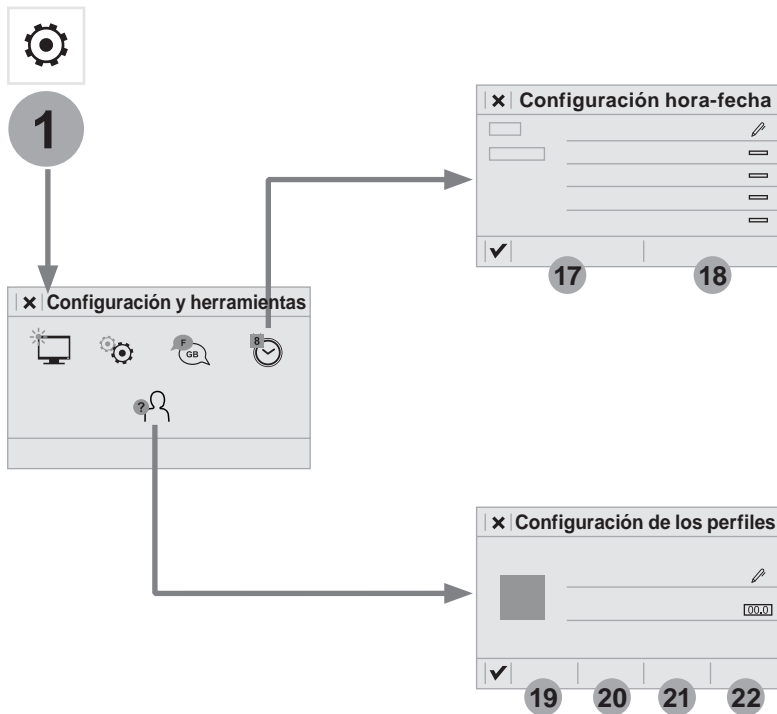 1
Configuración hora-fecha
17
18
Configuración y herramientas
F
GB
8
?
Configuración de los perfiles
00,0
19
20
21
22